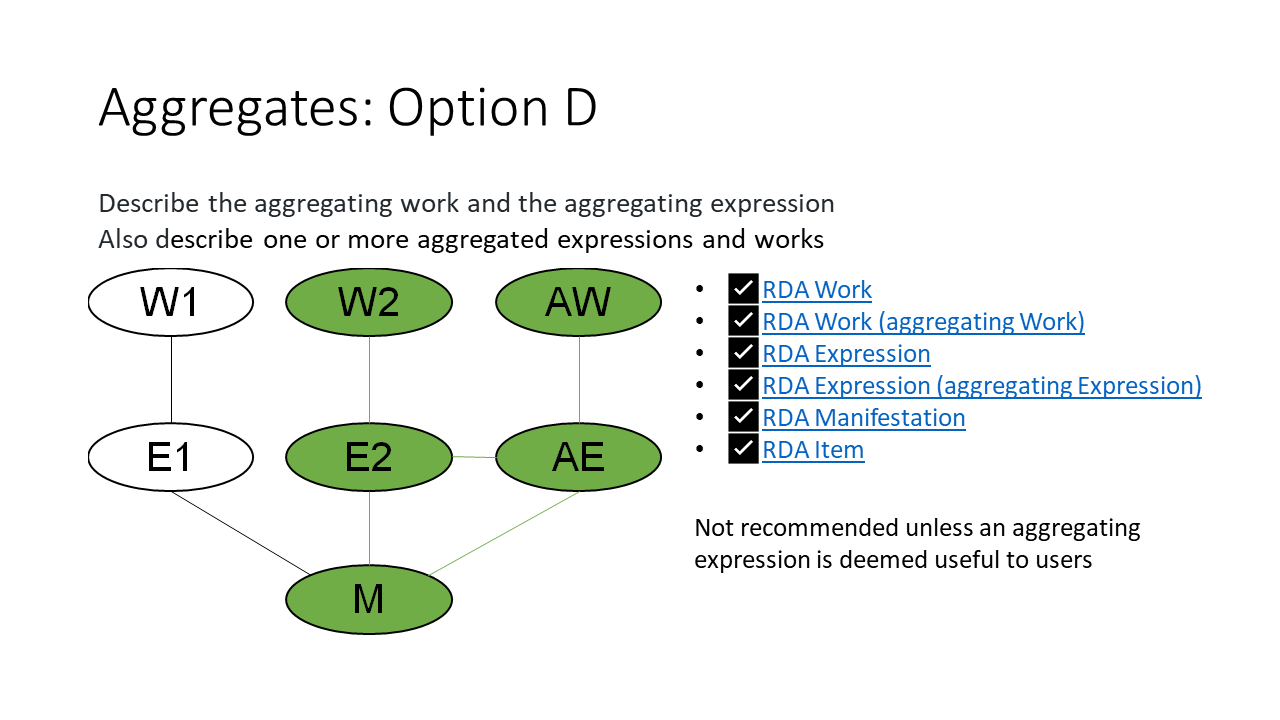 Aggregates: Option D
Describe the aggregating work and the aggregating expression
Also describe one or more aggregated expressions and works
W1
W2
AW
E1
E2
AE
M
• RDA Work
• RDA Work (aggregating Work)
• RDA Expression
• RDA Expression (aggregating Expression)
• RDA Manifestation
• RDA Item
Not recommended unless an aggregating
expression is deemed useful to users